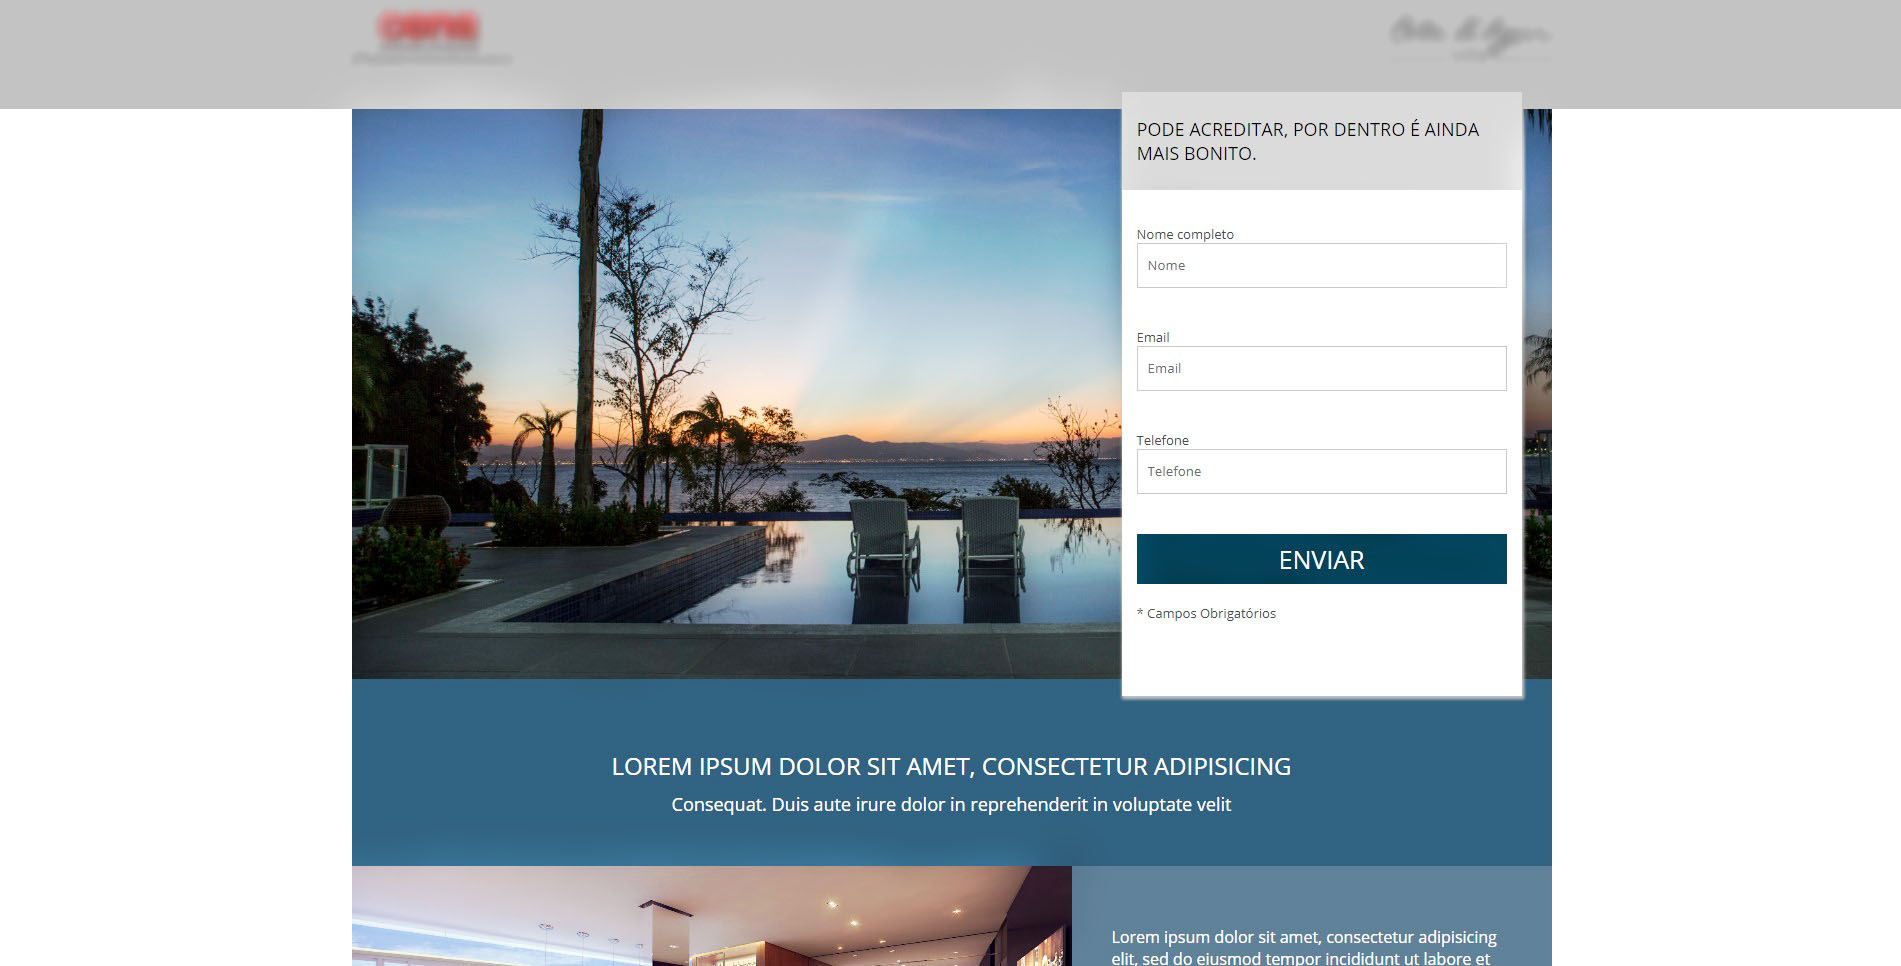 PODE ACREDITAR, POR DENTRO É AINDA
MAIS BONITO.
Nome completo
Nome
Email
Email
Telefone
Telefone
ENVIAR
* Campos Obrigatórios
LOREM IPSUM DOLOR SIT AMET, CONSECTETUR ADIPISICING
Consequat. Duis aute irure dolor in reprehenderit in voluptate velit
Lorem ipsum dolor sit amet, consectetur adipisicing
elit, sed do eiusmod tempor incididunt ut labore et